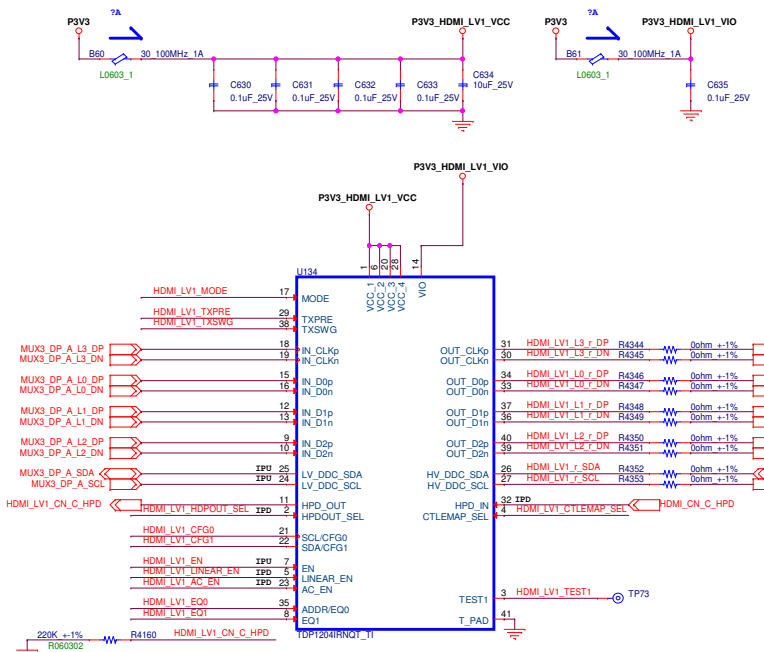 ?A ?A
P3V3 P3V3_HDMI_LV1_VCC P3V3 P3V3_HDMI_LV1_VIO
B60 30_100MHz_1A B61 30_100MHz_1A
L0603_1 L0603_1
C630 C631 C632 C633 C634 C635
0.1uF_25V 0.1uF_25V 0.1uF_25V 0.1uF_25V 10uF_25V 0.1uF_25V
P3V3_HDMI_LV1_VIO
P3V3_HDMI_LV1_VCC
U134
1 6 20 28 14
VCC_1 VCC_2 VCC_3 VCC_4 VIO
HDMI_LV1_MODE 17 MODE
HDMI_LV1_TXPRE 29 TXPRE
HDMI_LV1_TXSWG 38 TXSWG
MUX3_DP_A_L3_DP 18 IN_CLKp OUT_CLKp 31 HDMI_LV1_L3_r_DP R4344 0ohm +-1%
MUX3_DP_A_L3_DN 19 IN_CLKn OUT_CLKn 30 HDMI_LV1_L3_r_DN R4345 0ohm +-1%
MUX3_DP_A_L0_DP 15 IN_D0p OUT_D0p 34 HDMI_LV1_L0_r_DP R4346 0ohm +-1%
MUX3_DP_A_L0_DN 16 IN_D0n OUT_D0n 33 HDMI_LV1_L0_r_DN R4347 0ohm +-1%
MUX3_DP_A_L1_DP 12 IN_D1p OUT_D1p 37 HDMI_LV1_L1_r_DP R4348 0ohm +-1%
MUX3_DP_A_L1_DN 13 IN_D1n OUT_D1n 36 HDMI_LV1_L1_r_DN R4349 0ohm +-1%
MUX3_DP_A_L2_DP 9 IN_D2p OUT_D2p 40 HDMI_LV1_L2_r_DP R4350 0ohm +-1%
MUX3_DP_A_L2_DN 10 IN_D2n OUT_D2n 39 HDMI_LV1_L2_r_DN R4351 0ohm +-1%
MUX3_DP_A_SDA IPU 25 LV_DDC_SDA HV_DDC_SDA 26 HDMI_LV1_r_SDA R4352 0ohm +-1%
MUX3_DP_A_SCL IPU 24 LV_DDC_SCL HV_DDC_SCL 27 HDMI_LV1_r_SCL R4353 0ohm +-1%
HDMI_LV1_CN_C_HPD 11 HPD_OUT HPD_IN 32 IPD HDMI_CN_C_HPD
HDMI_LV1_HDPOUT_SEL IPD 2 HPDOUT_SEL CTLEMAP_SEL 4 HDMI_LV1_CTLEMAP_SEL
HDMI_LV1_CFG0 21 SCL/CFG0
HDMI_LV1_CFG1 22 SDA/CFG1
HDMI_LV1_EN IPU 7 EN
HDMI_LV1_LINEAR_EN IPD 5 LINEAR_EN
HDMI_LV1_AC_EN IPD 23 AC_EN
TEST1 3 HDMI_LV1_TEST1 TP73
HDMI_LV1_EQ0 35 ADDR/EQ0
HDMI_LV1_EQ1 8 EQ1 T_PAD 41
220K +-1% R4160 HDMI_LV1_CN_C_HPD TDP1204IRNQT_TI
R060302